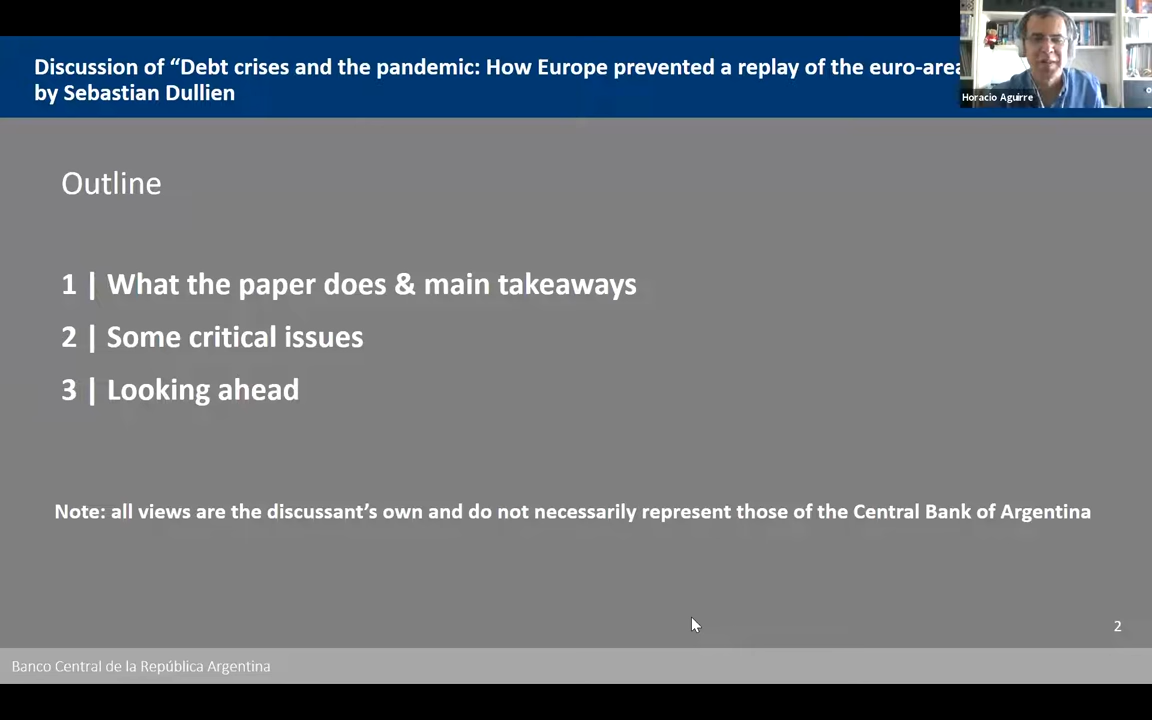 Discussion of “Debt crises and the pandemic: How Europe prevented a replay of the euro-area
by Sebastian Dullien
Horacio Aguirre
Outline
1 | What the paper does & main takeaways
2 | Some critical issues
3 | Looking ahead
Note: all views are the discussant’s own and do not necessarily represent those of the Central Bank of Argentina
2
Banco Central de la República Argentina